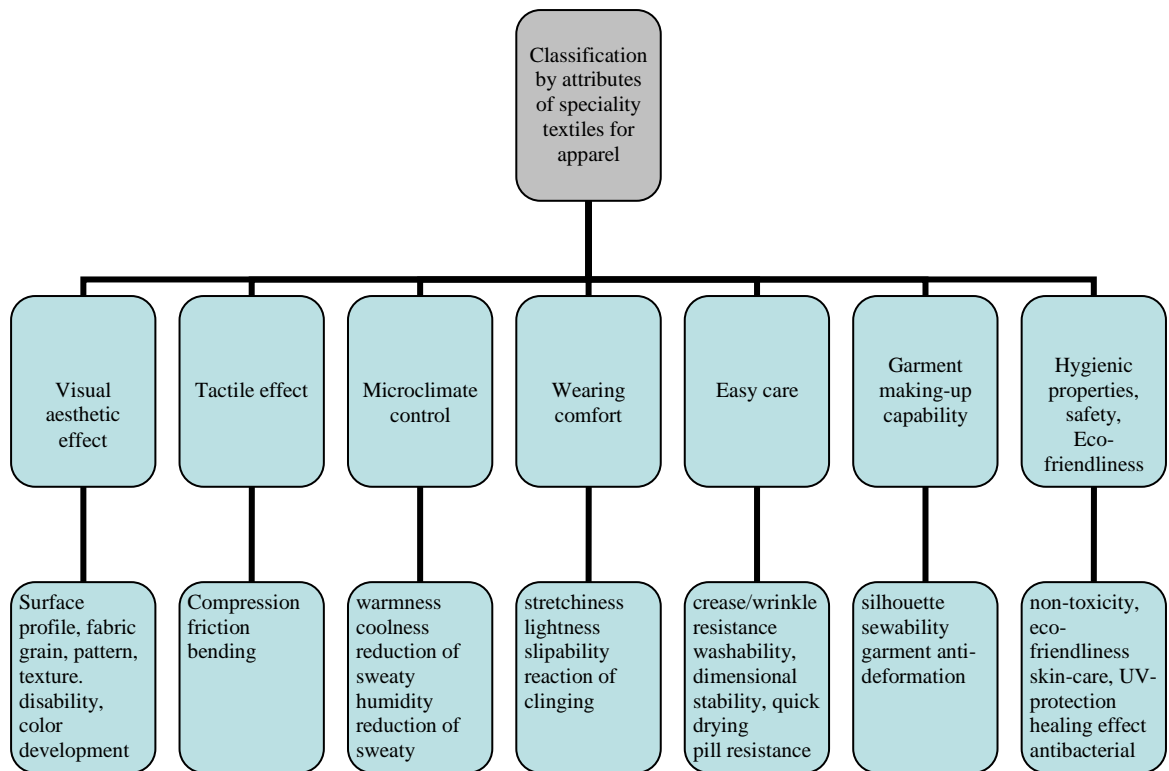 Classification
by attributes
of speciality
textiles for
apparel
Visual
aesthetic
effect
Tactile effect
Microclimate
control
Wearing
comfort
Easy care
Garment
making-up
capability
Hygienic
properties,
safety,
Eco-
friendliness
Surface
profile, fabric
grain, pattern,
texture.
disability,
color
development
Compression
friction
bending
warmness
coolness
reduction of
sweaty
humidity
reduction of
sweaty
stretchiness
lightness
slipability
reaction of
clinging
crease/wrinkle
resistance
washability,
dimensional
stability, quick
drying
pill resistance
silhouette
sewability
garment anti-
deformation
non-toxicity,
eco-
friendliness
skin-care, UV-
protection
healing effect
antibacterial